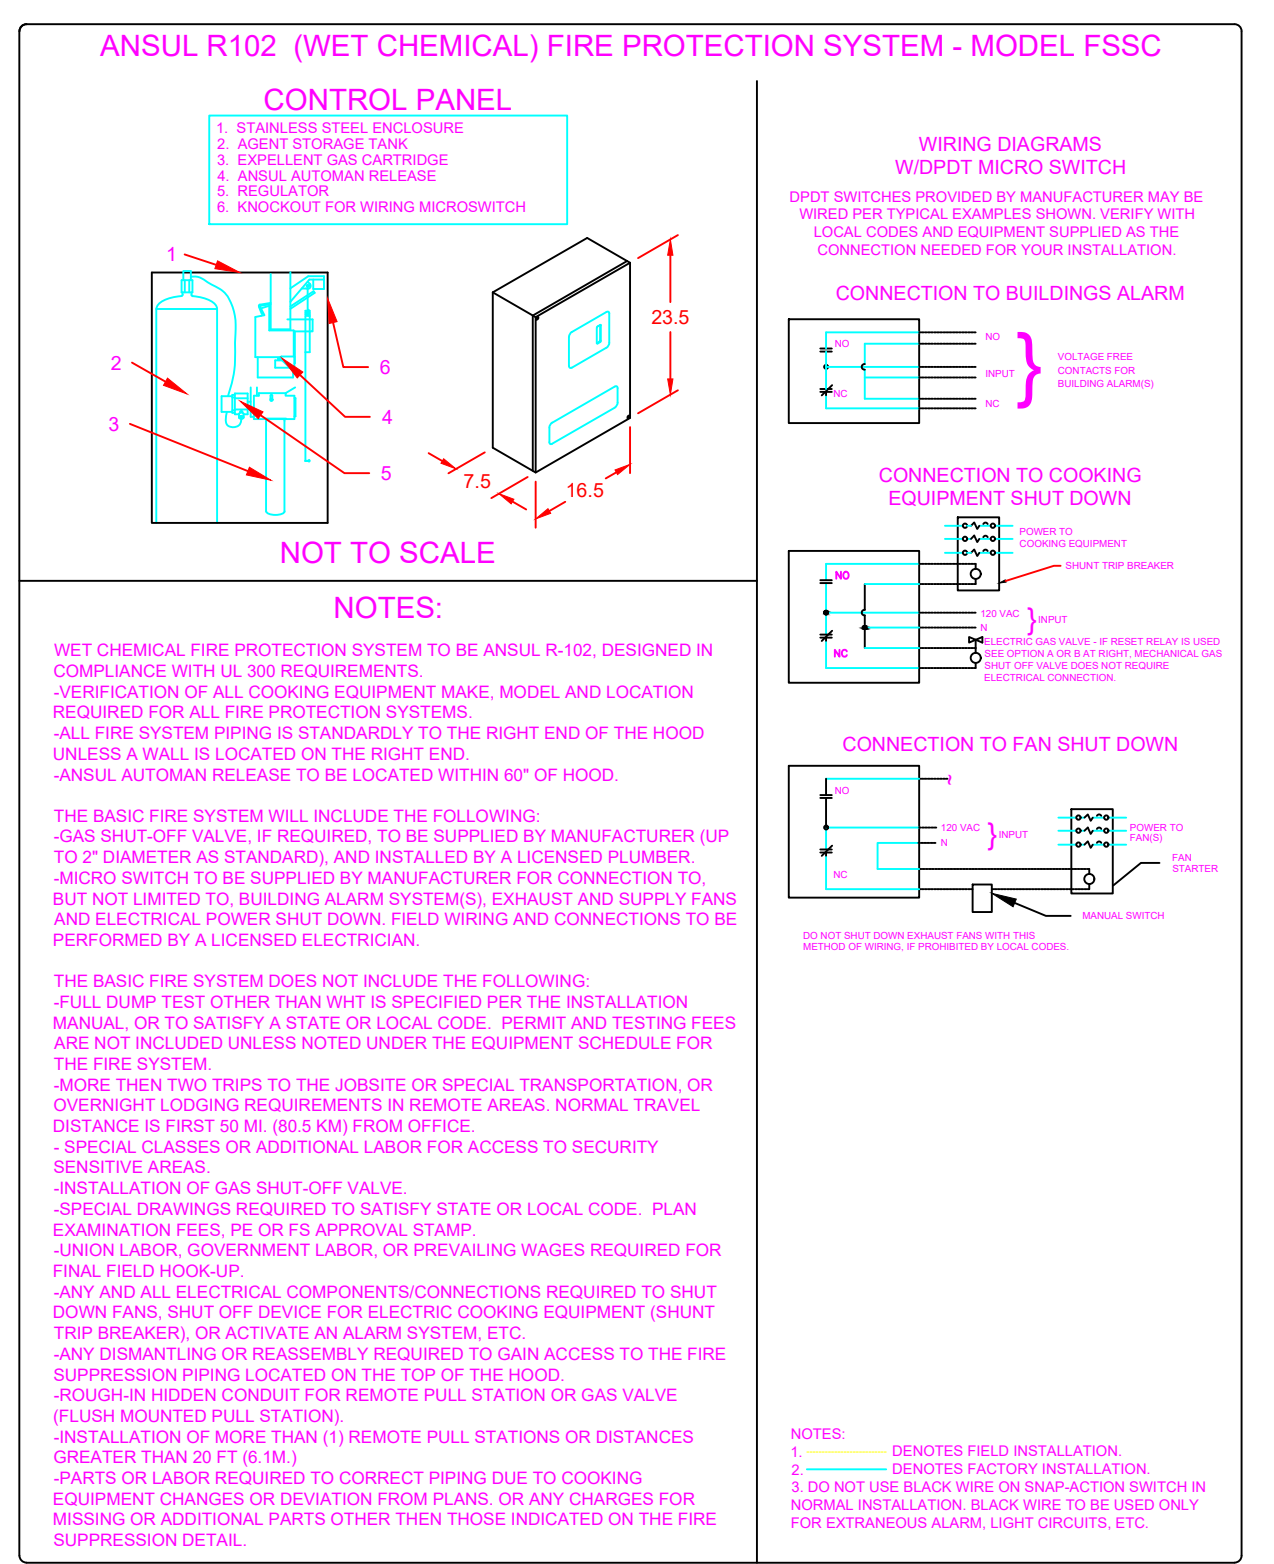 ANSUL R102  (WET CHEMICAL) FIRE PROTECTION SYSTEM - MODEL FSSC
CONTROL PANEL
1.  STAINLESS STEEL ENCLOSURE
2.  AGENT STORAGE TANK
3.  EXPELLENT GAS CARTRIDGE
4.  ANSUL AUTOMAN RELEASE
5.  REGULATOR
6.  KNOCKOUT FOR WIRING MICROSWITCH
1
2
3
6
4
5
23.5
7.5
16.5
NOT TO SCALE
NOTES:
WET CHEMICAL FIRE PROTECTION SYSTEM TO BE ANSUL R-102, DESIGNED IN
COMPLIANCE WITH UL 300 REQUIREMENTS.
-VERIFICATION OF ALL COOKING EQUIPMENT MAKE, MODEL AND LOCATION
REQUIRED FOR ALL FIRE PROTECTION SYSTEMS.
-ALL FIRE SYSTEM PIPING IS STANDARDLY TO THE RIGHT END OF THE HOOD
UNLESS A WALL IS LOCATED ON THE RIGHT END.
-ANSUL AUTOMAN RELEASE TO BE LOCATED WITHIN 60" OF HOOD.
THE BASIC FIRE SYSTEM WILL INCLUDE THE FOLLOWING:
-GAS SHUT-OFF VALVE, IF REQUIRED, TO BE SUPPLIED BY MANUFACTURER (UP
TO 2" DIAMETER AS STANDARD), AND INSTALLED BY A LICENSED PLUMBER.
-MICRO SWITCH TO BE SUPPLIED BY MANUFACTURER FOR CONNECTION TO,
BUT NOT LIMITED TO, BUILDING ALARM SYSTEM(S), EXHAUST AND SUPPLY FANS
AND ELECTRICAL POWER SHUT DOWN. FIELD WIRING AND CONNECTIONS TO BE
PERFORMED BY A LICENSED ELECTRICIAN.
THE BASIC FIRE SYSTEM DOES NOT INCLUDE THE FOLLOWING:
-FULL DUMP TEST OTHER THAN WHT IS SPECIFIED PER THE INSTALLATION
MANUAL, OR TO SATISFY A STATE OR LOCAL CODE.  PERMIT AND TESTING FEES
ARE NOT INCLUDED UNLESS NOTED UNDER THE EQUIPMENT SCHEDULE FOR
THE FIRE SYSTEM.
-MORE THEN TWO TRIPS TO THE JOBSITE OR SPECIAL TRANSPORTATION, OR
OVERNIGHT LODGING REQUIREMENTS IN REMOTE AREAS. NORMAL TRAVEL
DISTANCE IS FIRST 50 MI. (80.5 KM) FROM OFFICE.
- SPECIAL CLASSES OR ADDITIONAL LABOR FOR ACCESS TO SECURITY
SENSITIVE AREAS.
-INSTALLATION OF GAS SHUT-OFF VALVE.
-SPECIAL DRAWINGS REQUIRED TO SATISFY STATE OR LOCAL CODE.  PLAN
EXAMINATION FEES, PE OR FS APPROVAL STAMP.
-UNION LABOR, GOVERNMENT LABOR, OR PREVAILING WAGES REQUIRED FOR
FINAL FIELD HOOK-UP.
-ANY AND ALL ELECTRICAL COMPONENTS/CONNECTIONS REQUIRED TO SHUT
DOWN FANS, SHUT OFF DEVICE FOR ELECTRIC COOKING EQUIPMENT (SHUNT
TRIP BREAKER), OR ACTIVATE AN ALARM SYSTEM, ETC.
-ANY DISMANTLING OR REASSEMBLY REQUIRED TO GAIN ACCESS TO THE FIRE
SUPPRESSION PIPING LOCATED ON THE TOP OF THE HOOD.
-ROUGH-IN HIDDEN CONDUIT FOR REMOTE PULL STATION OR GAS VALVE
(FLUSH MOUNTED PULL STATION).
-INSTALLATION OF MORE THAN (1) REMOTE PULL STATIONS OR DISTANCES
GREATER THAN 20 FT (6.1M.)
-PARTS OR LABOR REQUIRED TO CORRECT PIPING DUE TO COOKING
EQUIPMENT CHANGES OR DEVIATION FROM PLANS. OR ANY CHARGES FOR
MISSING OR ADDITIONAL PARTS OTHER THEN THOSE INDICATED ON THE FIRE
SUPPRESSION DETAIL.
WIRING DIAGRAMS
W/DPDT MICRO SWITCH
DPDT SWITCHES PROVIDED BY MANUFACTURER MAY BE
WIRED PER TYPICAL EXAMPLES SHOWN. VERIFY WITH
LOCAL CODES AND EQUIPMENT SUPPLIED AS THE
CONNECTION NEEDED FOR YOUR INSTALLATION.
CONNECTION TO BUILDINGS ALARM
NO
NC
NO
INPUT
NC
VOLTAGE FREE
CONTACTS FOR
BUILDING ALARM(S)
CONNECTION TO COOKING
EQUIPMENT SHUT DOWN
POWER TO
COOKING EQUIPMENT
SHUNT TRIP BREAKER
NO
NC
120 VAC
N
INPUT
ELECTRIC GAS VALVE - IF RESET RELAY IS USED
SEE OPTION A OR B AT RIGHT, MECHANICAL GAS
SHUT OFF VALVE DOES NOT REQUIRE
ELECTRICAL CONNECTION.
CONNECTION TO FAN SHUT DOWN
NO
NC
120 VAC
N
INPUT
POWER TO
FAN(S)
FAN
STARTER
MANUAL SWITCH
DO NOT SHUT DOWN EXHAUST FANS WITH THIS
METHOD OF WIRING, IF PROHIBITED BY LOCAL CODES.
NOTES:
1. DENOTES FIELD INSTALLATION.
2. DENOTES FACTORY INSTALLATION.
3. DO NOT USE BLACK WIRE ON SNAP-ACTION SWITCH IN
NORMAL INSTALLATION. BLACK WIRE TO BE USED ONLY
FOR EXTRANEOUS ALARM, LIGHT CIRCUITS, ETC.